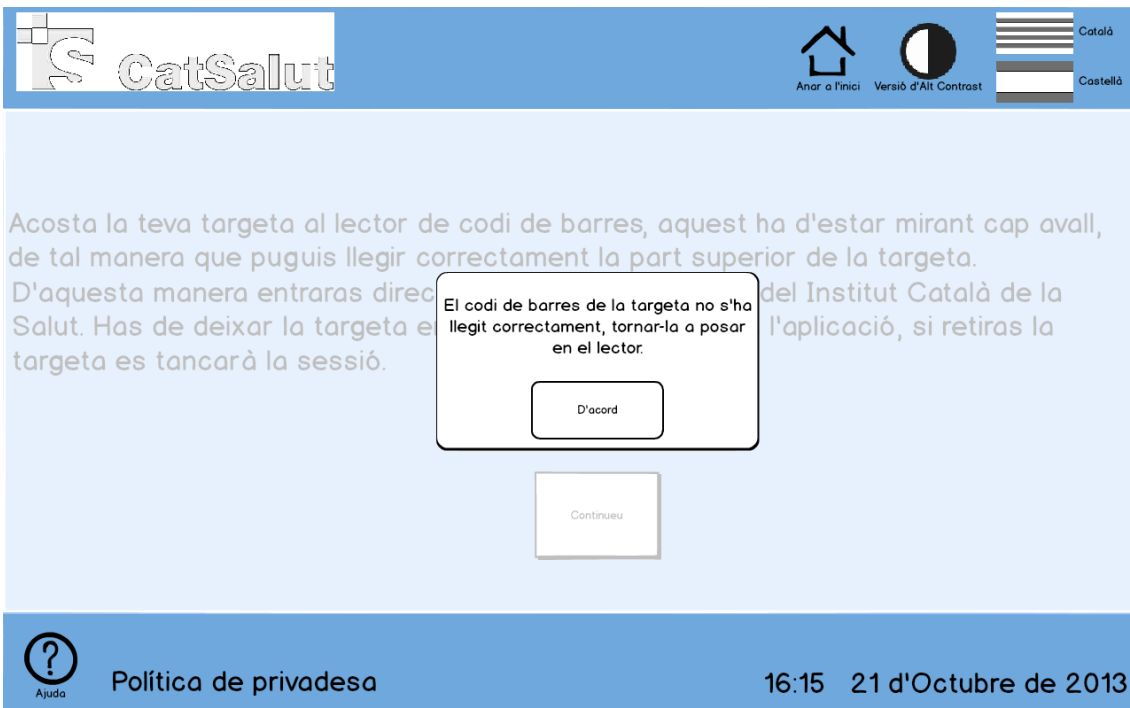 CatSalut
Anar a l'inici
Versió d'Alt Contrast
Català
Castellà
Acosta la teva targeta al lector de codi de barres, aquest ha d'estar mirant cap avall,
de tal manera que puguis llegir correctament la part superior de la targeta.
D'aquesta manera entraras direc del Institut Català de la
Salut. Has de deixar la targeta e l'aplicació, si retiras la
targeta es tancarà la sessió.
El codi de barres de la targeta no s'ha
llegit correctament, tornar-la a posar
en el lector.
D'acord
Continueu
Ajuda
Política de privadesa
16:15 21 d'Octubre de 2013